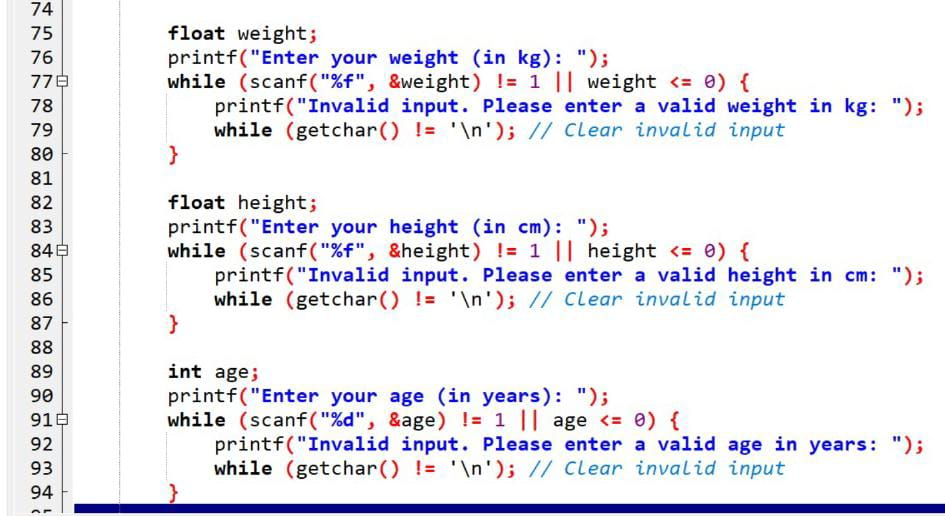 74
75 float weight;
76 printf("Enter your weight (in kg): ");
77 while (scanf("%f", &weight) != 1 || weight <= 0) {
78 printf("Invalid input. Please enter a valid weight in kg: ");
79 while (getchar() != '\n'); // Clear invalid input
80 }
81
82 float height;
83 printf("Enter your height (in cm): ");
84 while (scanf("%f", &height) != 1 || height <= 0) {
85 printf("Invalid input. Please enter a valid height in cm: ");
86 while (getchar() != '\n'); // Clear invalid input
87 }
88
89 int age;
90 printf("Enter your age (in years): ");
91 while (scanf("%d", &age) != 1 || age <= 0) {
92 printf("Invalid input. Please enter a valid age in years: ");
93 while (getchar() != '\n'); // Clear invalid input
94 }